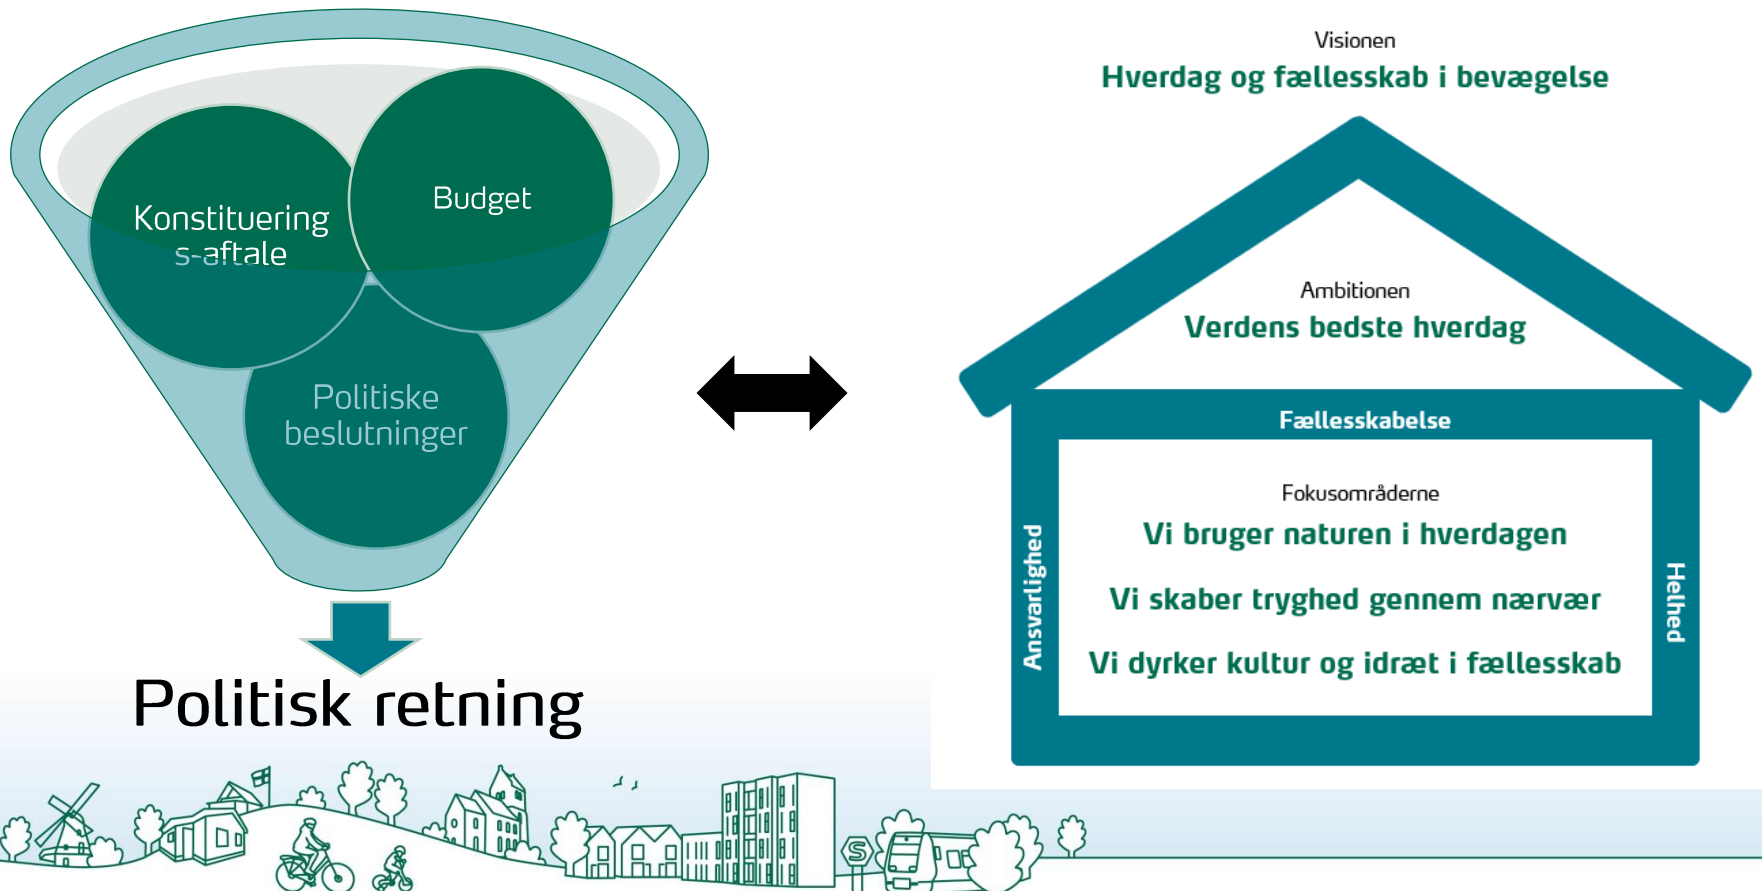 Konstituering
s-aftale
Budget
Politiske
beslutninger
Politisk retning
Visionen
Hverdag og fællesskab i bevægelse
Ambitionen
Verdens bedste hverdag
Fællesskabelse
Ansvarlighed
Fokusområderne
Vi bruger naturen i hverdagen
Vi skaber tryghed gennem nærvær
Vi dyrker kultur og idræt i fællesskab
Helhed
S